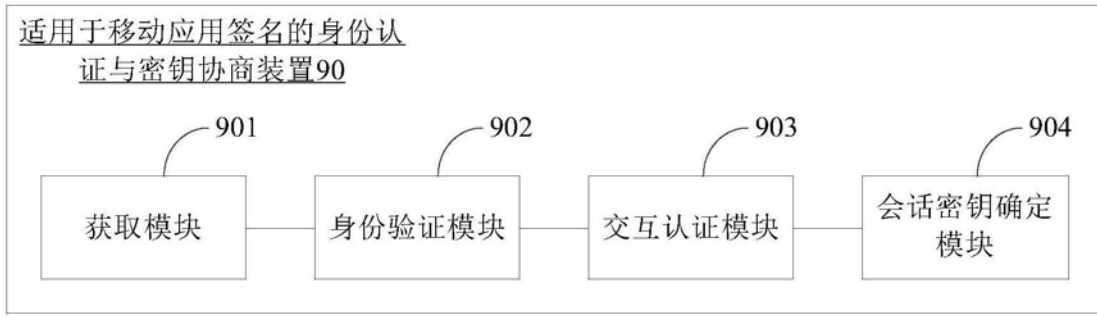 适用于移动应用签名的身份认
证与密钥协商装置90
901
902
903
904
获取模块
身份验证模块
交互认证模块
会话密钥确定
模块